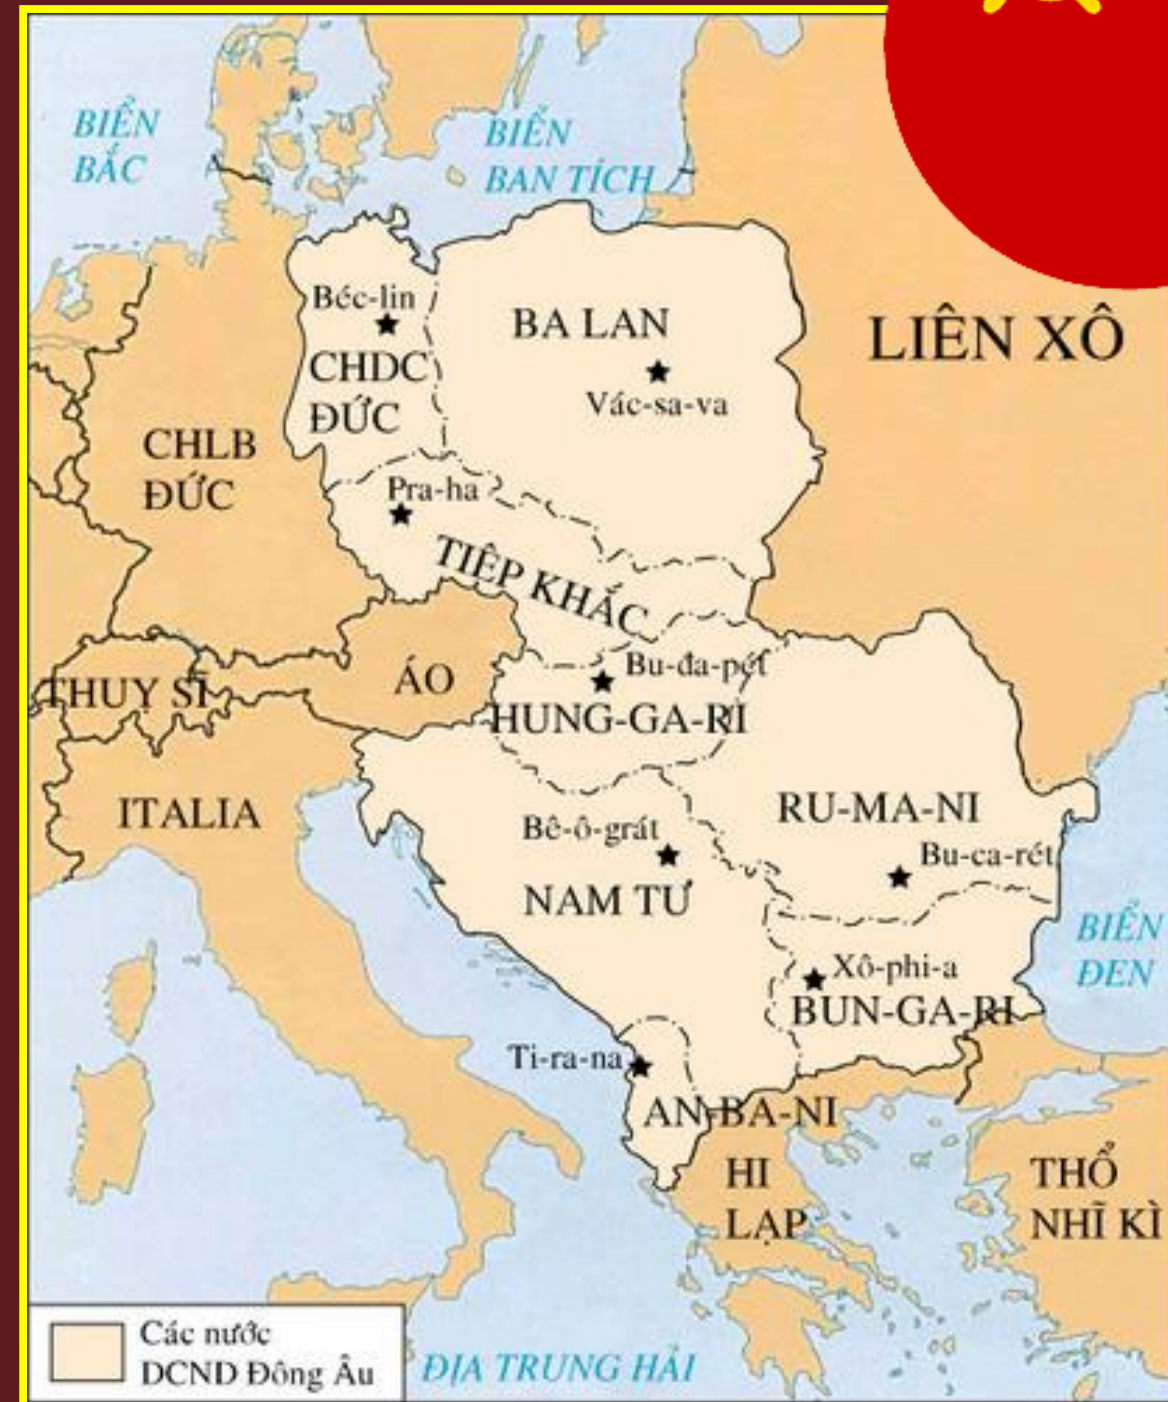 BIỂN
BẮC
BIỂN
BAN TÍCH
Béc-lin
CHDC
ĐỨC
BA LAN
Vác-sa-va
LIÊN XÔ
CHLB
ĐỨC
Pra-ha
TIỆP KHẮC
THUỴ SĨ
ÁO
Bu-đa-pét
HUNG-GA-RI
ITALIA
Bê-ô-grát
NAM TƯ
RU-MA-NI
Bu-ca-rét
BIỂN
ĐEN
Xô-phi-a
BUN-GA-RI
Ti-ra-na
AN-BA-NI
HI
LẠP
THỔ
NHĨ KÌ
Các nước
DCND Đông Âu
ĐỊA TRUNG HẢI